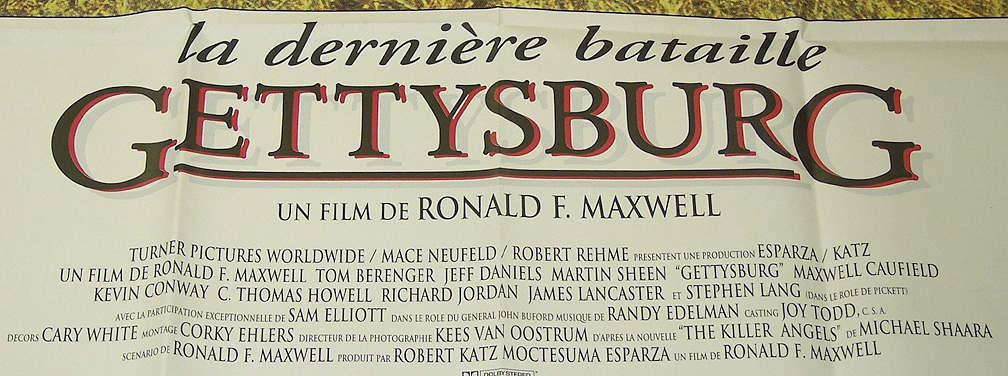 la dernière bataille
GETTYSBURG
UN FILM DE RONALD F. MAXWELL
TURNER PICTURES WORLDWIDE / MACE NEUFELD / ROBERT REHME PRESENTENT UNE PRODUCTION ESPARZA / KATZ
UN FILM DE RONALD F. MAXWELL TOM BERENGER JEFF DANIELS MARTIN SHEEN "GETTYSBURG" MAXWELL CAUFIELD
KEVIN CONWAY C. THOMAS HOWELL RICHARD JORDAN JAMES LANCASTER ET STEPHEN LANG (DANS LE ROLE DE PICKETT)
AVEC LA PARTICIPATION EXCEPTIONELLE DE SAM ELLIOTT DANS LE ROLE DU GENERAL JOHN BUFORD MUSIQUE DE RANDY EDELMAN CASTING JOY TODD, C. S. A.
DECORS CARY WHITE MONTAGE CORKY EHLERS DIRECTEUR DE LA PHOTOGRAPHIE KEES VAN OOSTRUM D'APRES LA NOUVELLE "THE KILLER ANGELS" DE MICHAEL SHAARA
SCENARIO DE RONALD F. MAXWELL PRODUIT PAR ROBERT KATZ MOCTESUMA ESPARZA UN FILM DE RONALD F. MAXWELL
DOLBY STEREO